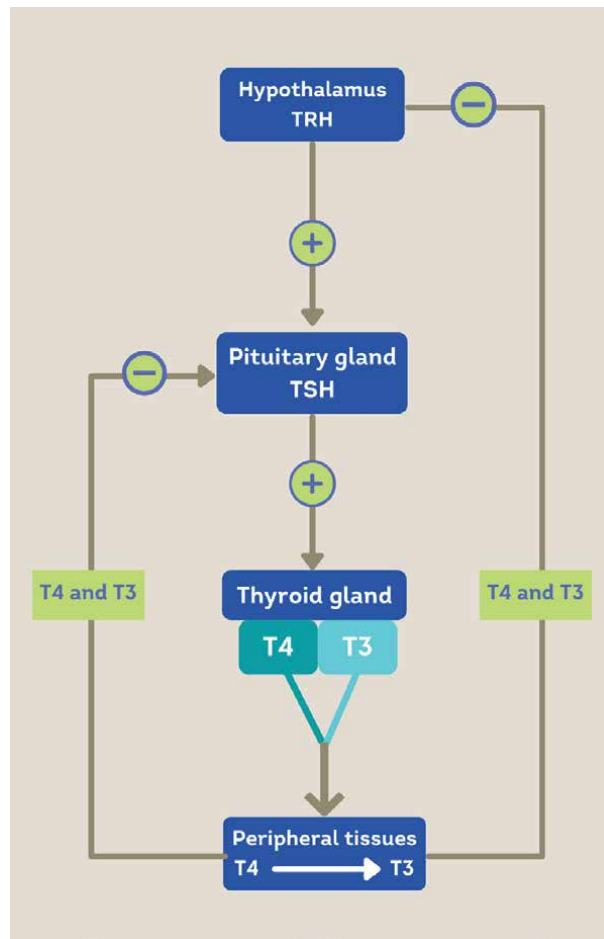 Hypothalamus
TRH
−
+
Pituitary gland
TSH
−
+
T4 and T3
T4 and T3
Thyroid gland
T4 T3
Peripheral tissues
T4 T3